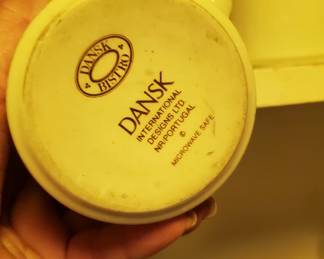 DANSK
BISTRO
DANSK
INTERNATIONAL
DESIGNS LTD
NR/PORTUGAL
©
MICROWAVE SAFE